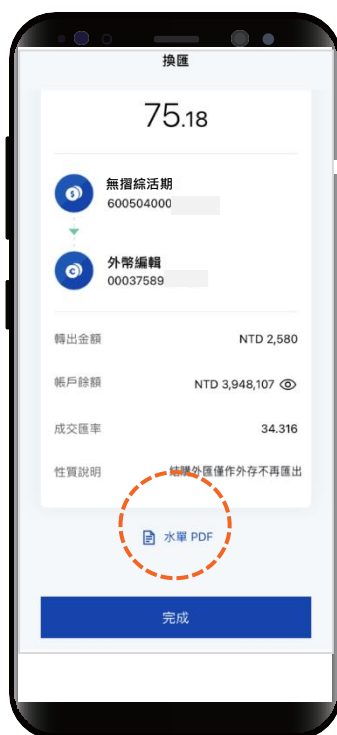 換匯
75.18
無摺綜活期
600504000
外幣編輯
00037589
轉出金額 NTD 2,580
帳戶餘額 NTD 3,948,107
成交匯率 34.316
性質說明 結購外匯僅作外存不再匯出
水單 PDF
完成